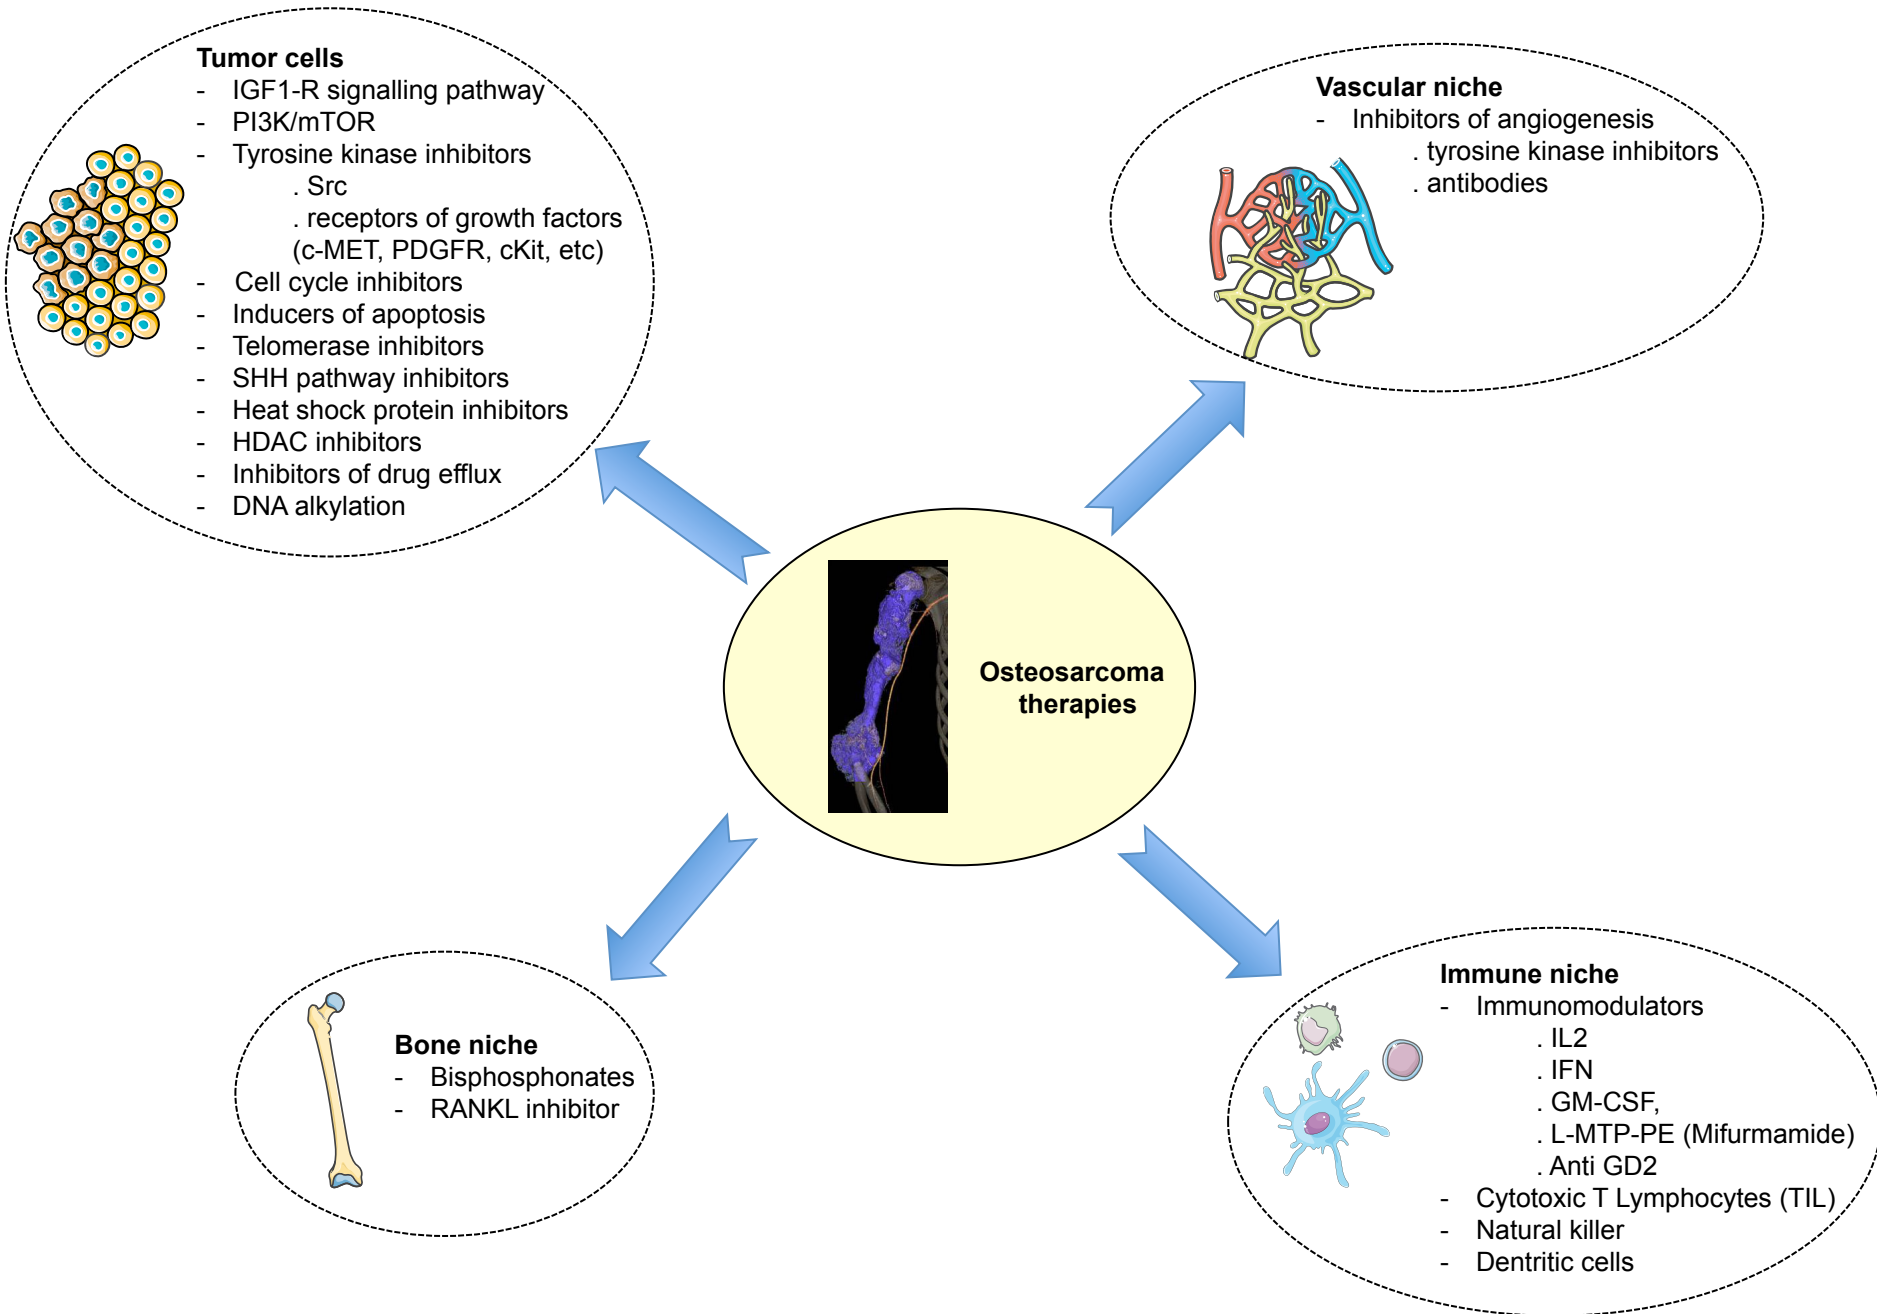 Tumor cells
- IGF1-R signalling pathway
- PI3K/mTOR
- Tyrosine kinase inhibitors
. Src
. receptors of growth factors
(c-MET, PDGFR, cKit, etc)
- Cell cycle inhibitors
- Inducers of apoptosis
- Telomerase inhibitors
- SHH pathway inhibitors
- Heat shock protein inhibitors
- HDAC inhibitors
- Inhibitors of drug efflux
- DNA alkylation
Vascular niche
- Inhibitors of angiogenesis
. tyrosine kinase inhibitors
. antibodies
Osteosarcoma
therapies
Bone niche
- Bisphosphonates
- RANKL inhibitor
Immune niche
- Immunomodulators
. IL2
. IFN
. GM-CSF,
. L-MTP-PE (Mifurmamide)
. Anti GD2
- Cytotoxic T Lymphocytes (TIL)
- Natural killer
- Dentritic cells